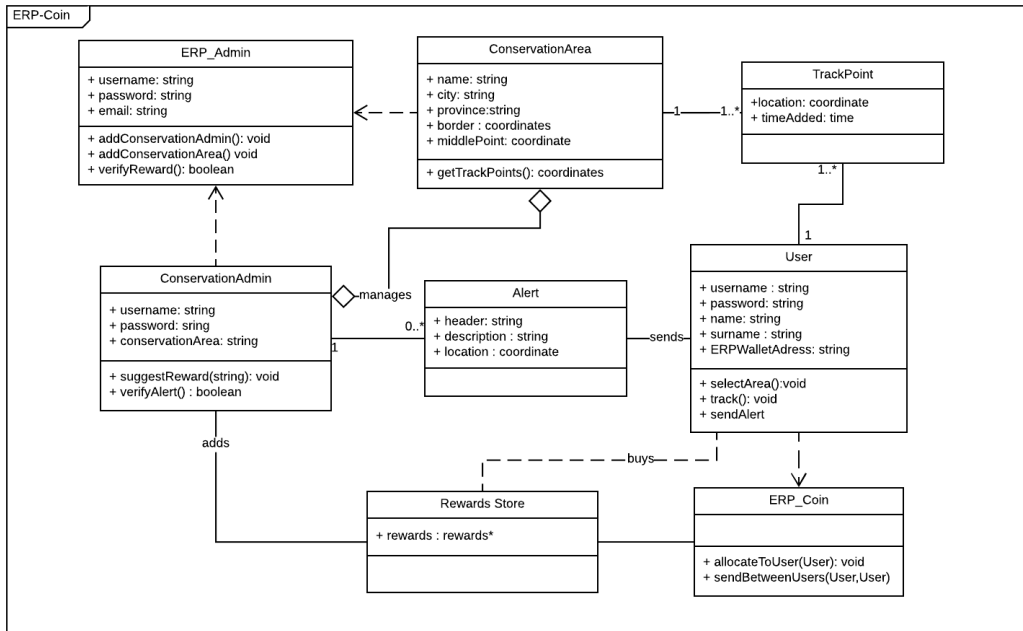 ERP-Coin
ERP_Admin
+ username: string
+ password: string
+ email: string
+ addConservationAdmin(): void
+ addConservationArea() void
+ verifyReward(): boolean
ConservationArea
+ name: string
+ city: string
+ province:string
+ border : coordinates
+ middlePoint: coordinate
+ getTrackPoints(): coordinates
1
1..*
TrackPoint
+location: coordinate
+ timeAdded: time
1..*
1
ConservationAdmin
+ username: string
+ password: sring
+ conservationArea: string
+ suggestReward(string): void
+ verifyAlert() : boolean
manages
1
0..*
Alert
+ header: string
+ description : string
+ location : coordinate
sends
User
+ username : string
+ password: string
+ name: string
+ surname : string
+ ERPWalletAdress: string
+ selectArea():void
+ track(): void
+ sendAlert
adds
buys
Rewards Store
+ rewards : rewards*
ERP_Coin
+ allocateToUser(User): void
+ sendBetweenUsers(User,User)